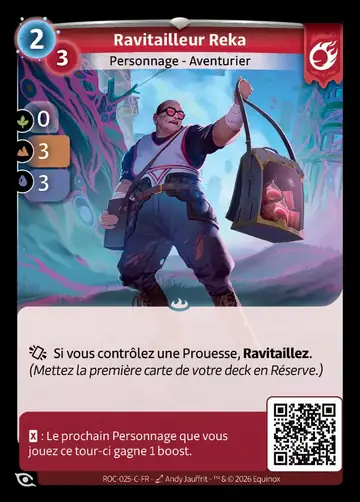 2
Ravitailleur Reka
3
Personnage - Aventurier
0
3
3
Si vous contrôlez une Prouesse, Ravitaillez.
(Mettez la première carte de votre deck en Réserve.)
X : Le prochain Personnage que vous
jouez ce tour-ci gagne 1 boost.
ROC-025-C-FR - Andy Jauffrit - ™ & © 2026 Equinox